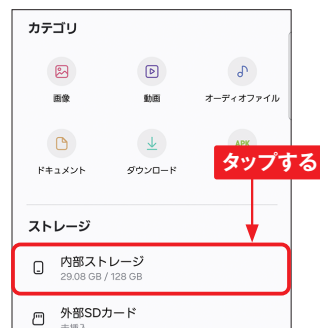 カテゴリ
画像
動画
オーディオファイル
APK
ドキュメント
ダウンロード
タップする
ストレージ
内部ストレージ
29.08 GB / 128 GB
外部SDカード
未挿入